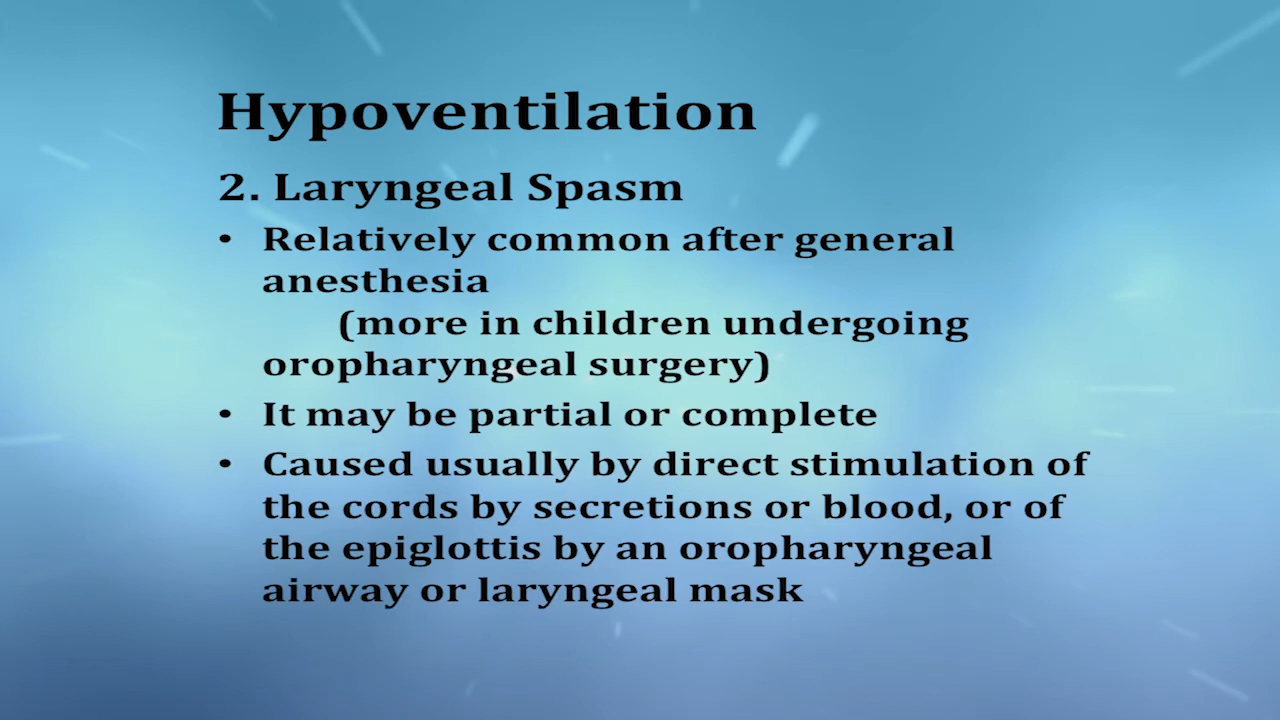 Hypoventilation
2. Laryngeal Spasm
• Relatively common after general
anesthesia
(more in children undergoing
oropharyngeal surgery)
• It may be partial or complete
• Caused usually by direct stimulation of
the cords by secretions or blood, or of
the epiglottis by an oropharyngeal
airway or laryngeal mask